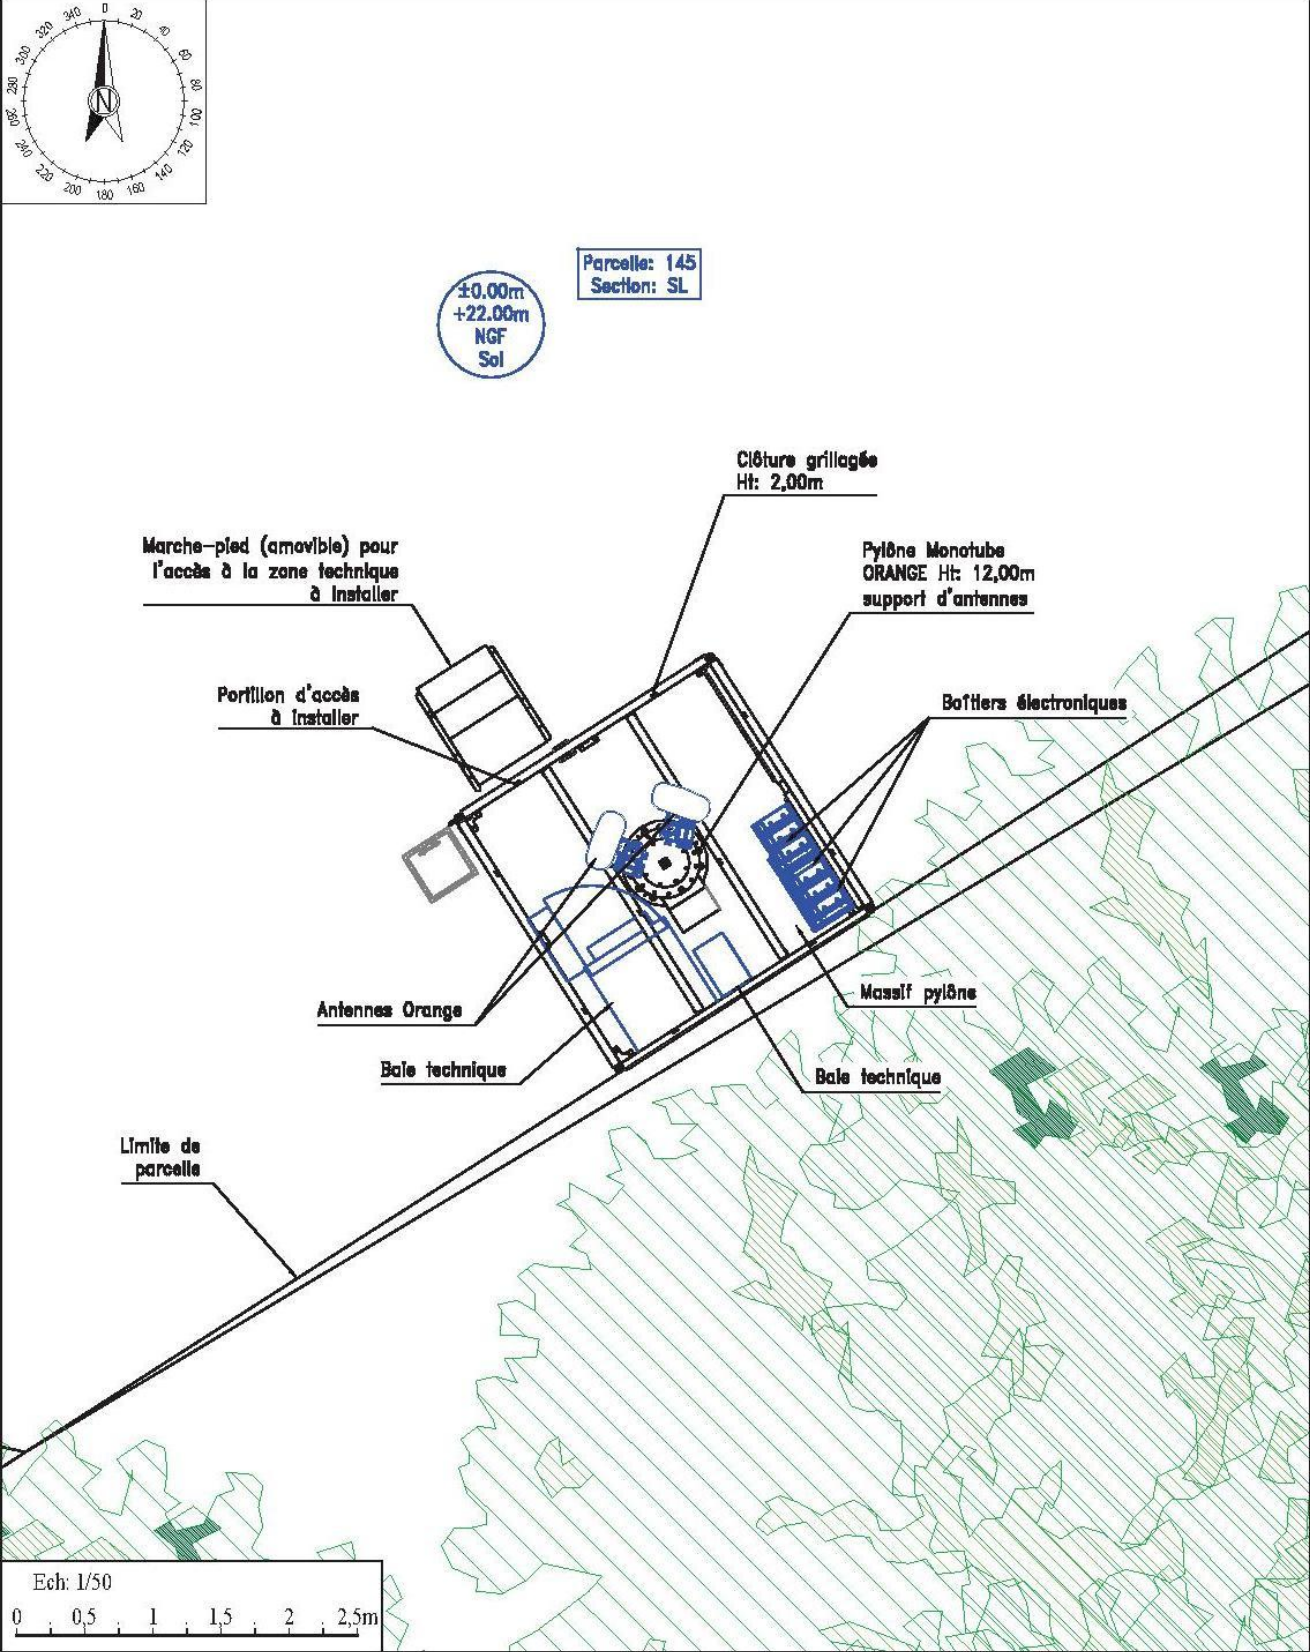 0
20
40
60
80
100
120
140
160
180
200
220
240
260
280
300
320
340
N
Parcelle: 145
Section: SL
±0.00m
+22.00m
NGF
Sol
Clôture grillagée
Ht: 2,00m
Marche-pied (amovible) pour
l'accès à la zone technique
à installer
Pylône Monotube
ORANGE Ht: 12,00m
support d'antennes
Portillon d'accès
à installer
Boîtiers électroniques
Massif pylône
Antennes Orange
Baie technique
Baie technique
Limite de
parcelle
Ech: 1/50
0 0,5 1 1,5 2 2,5m